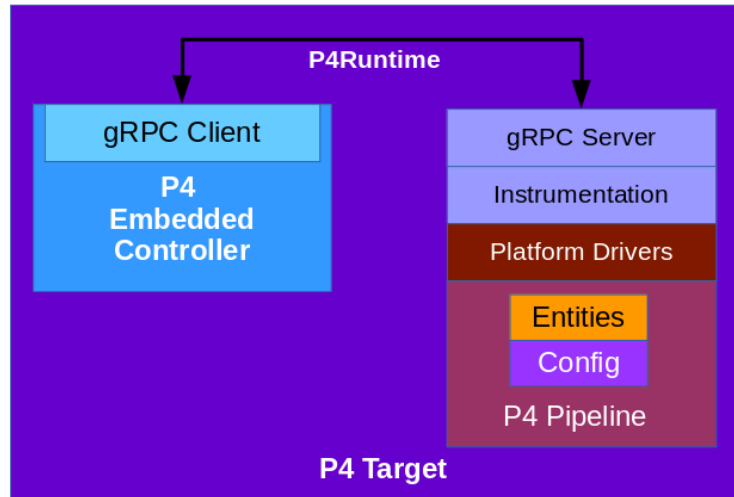 P4Runtime
gRPC Client
P4
Embedded
Controller
gRPC Server
Instrumentation
Platform Drivers
Entities
Config
P4 Pipeline
P4 Target